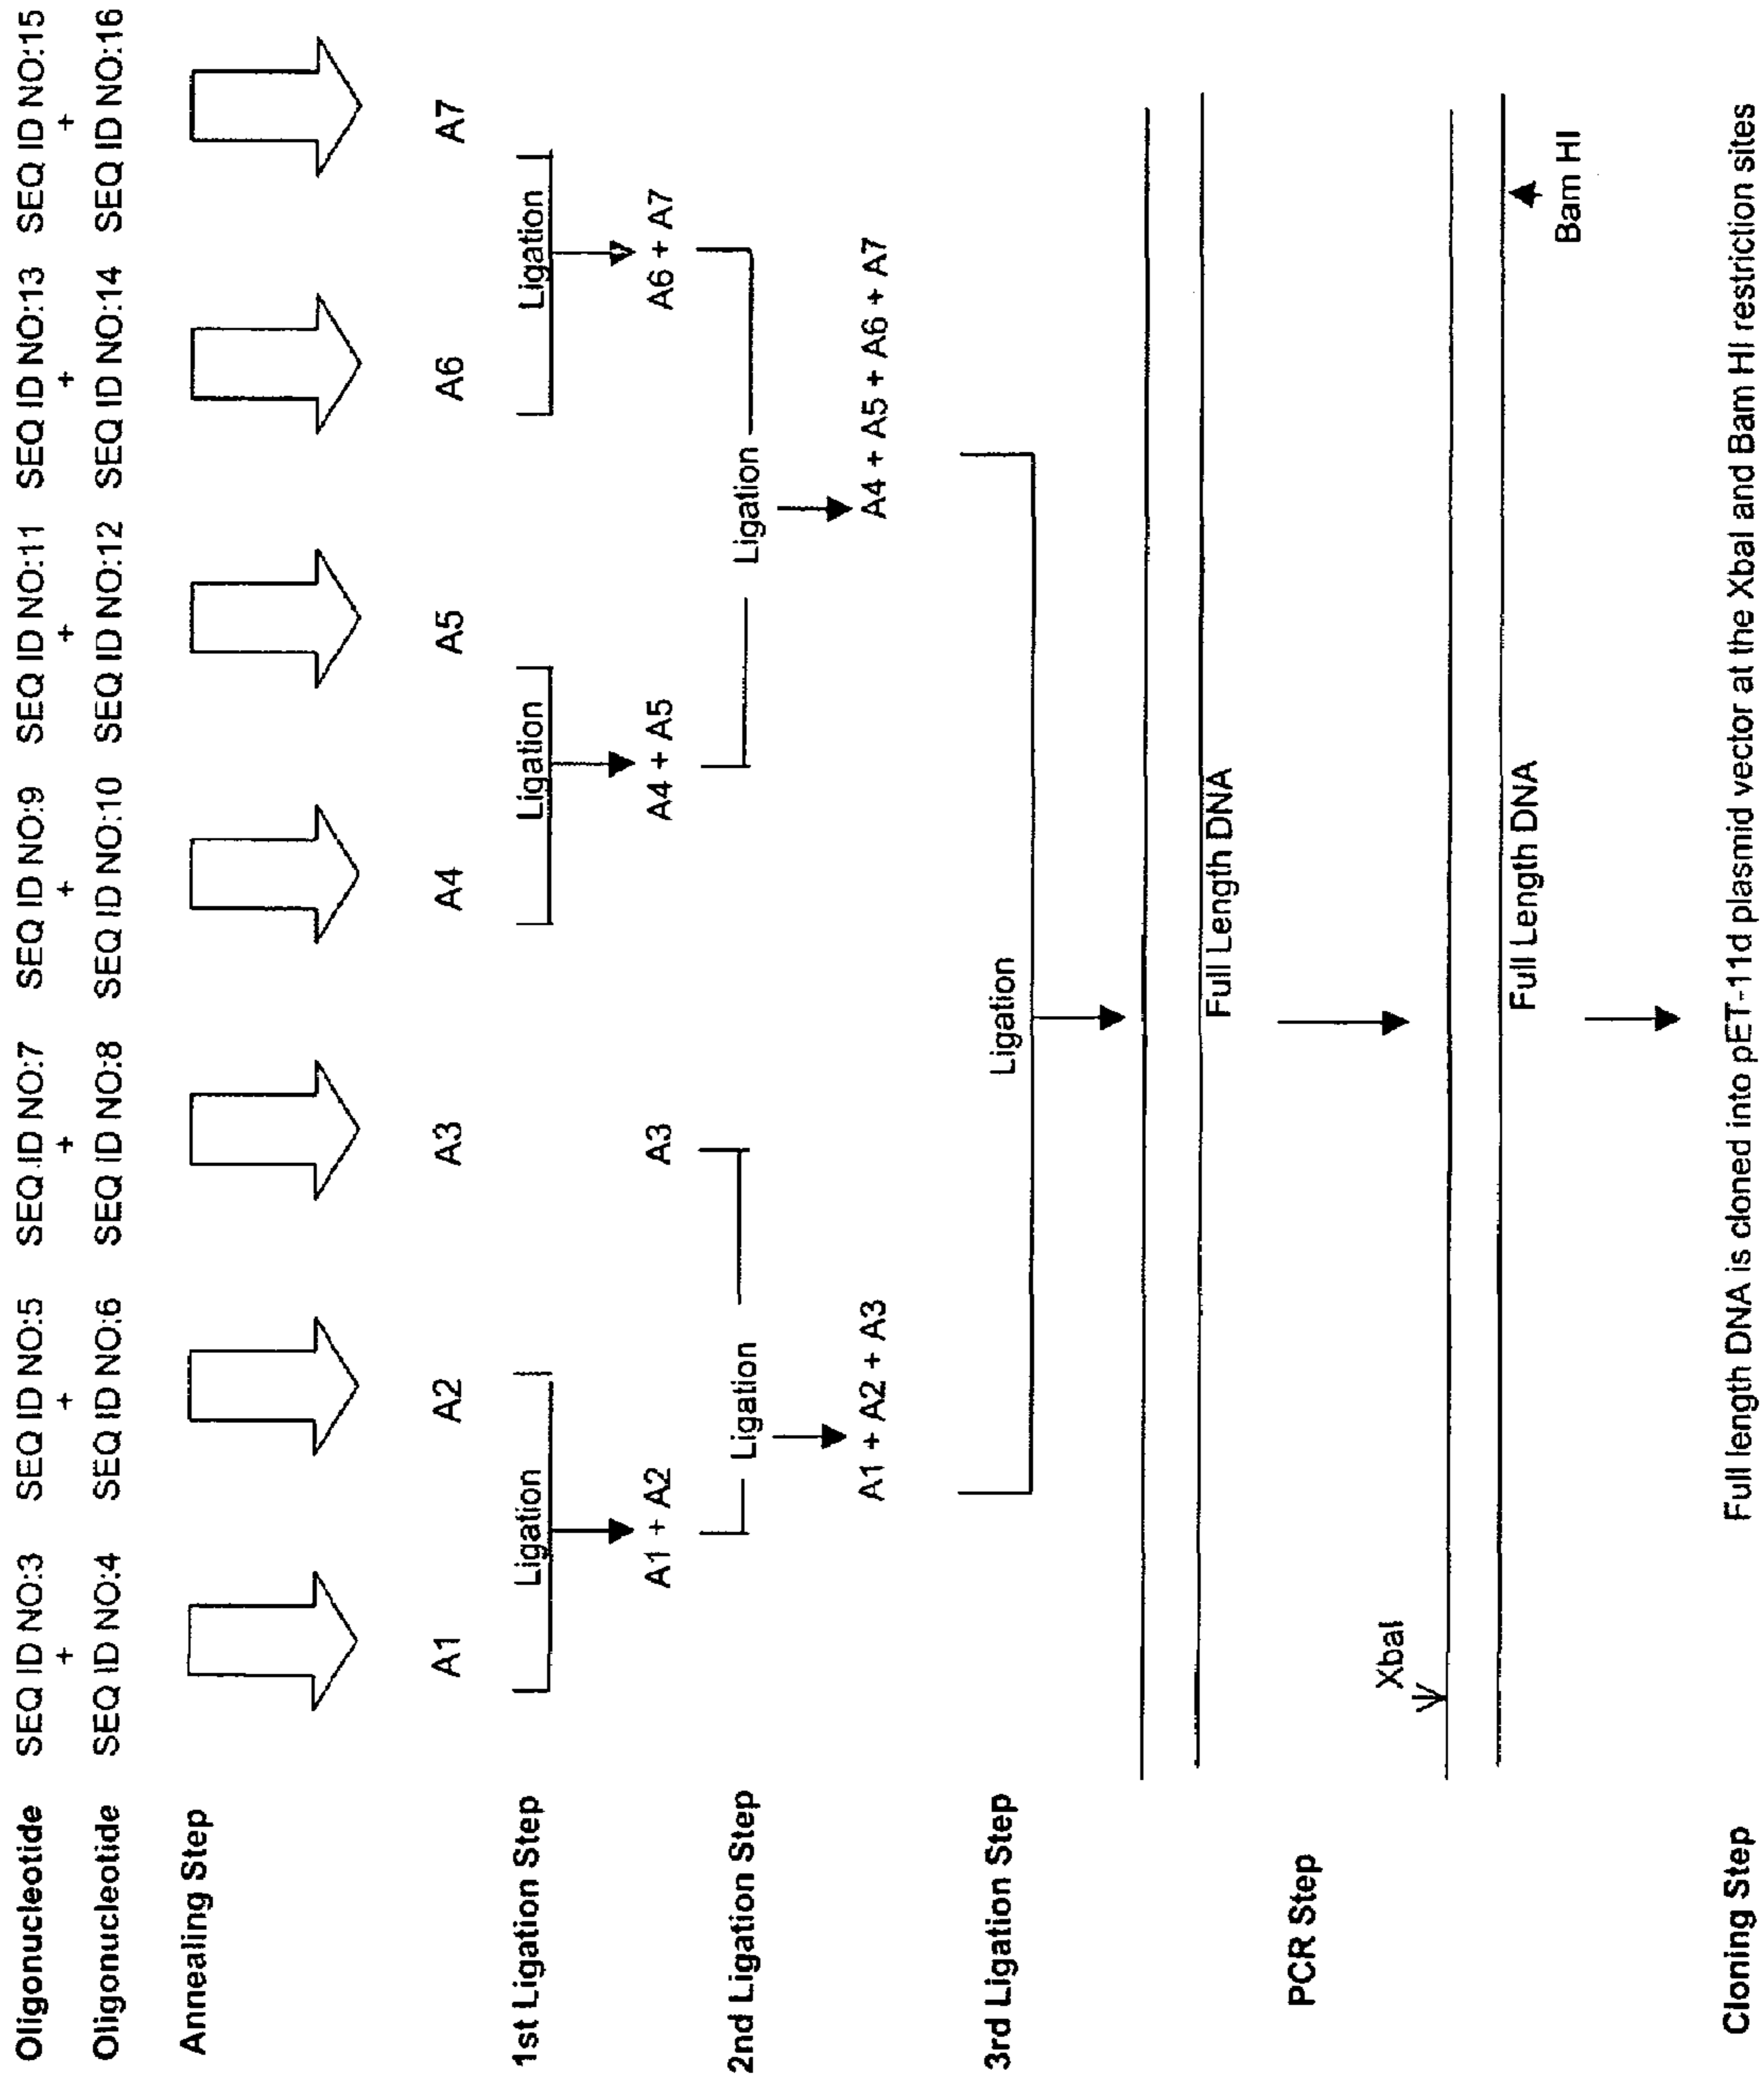 Oligonucleotide SEQ ID NO:3 SEQ ID NO:5 SEQ ID NO:7 SEQ ID NO:9 SEQ ID NO:11 SEQ ID NO:13 SEQ ID NO:15
+ + + + + + +
Oligonucleotide SEQ ID NO:4 SEQ ID NO:6 SEQ ID NO:8 SEQ ID NO:10 SEQ ID NO:12 SEQ ID NO:14 SEQ ID NO:16
Annealing Step
A1 A2 A3 A4 A5 A6 A7
1st Ligation Step Ligation Ligation Ligation
A1 + A2 A3 A4 + A5 A6 + A7
2nd Ligation Step Ligation Ligation
A1 + A2 + A3 A4 + A5 + A6 + A7
3rd Ligation Step Ligation
Full Length DNA
PCR Step
XbaI
Full Length DNA
Bam HI
Cloning Step Full length DNA is cloned into pET-11d plasmid vector at the XbaI and Bam HI restriction sites